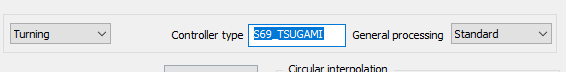 Turning Controller type S69_TSUGAMI General processing Standard
Circular interpolation